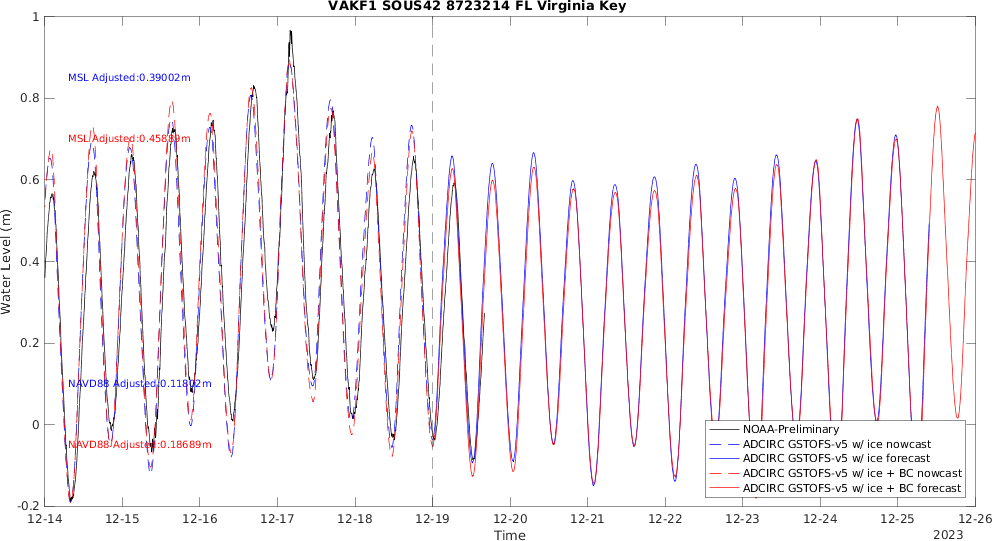 VAKF1 SOUS42 8723214 FL Virginia Key
1
0.8
0.6
0.4
0.2
0
-0.2
Water Level (m)
MSL Adjusted:0.39002m
MSL Adjusted:0.45889m
NAVD88 Adjusted:0.11802m
NAVD88 Adjusted:0.18689m
NOAA-Preliminary
ADCIRC GSTOFS-v5 w/ ice nowcast
ADCIRC GSTOFS-v5 w/ ice forecast
ADCIRC GSTOFS-v5 w/ ice + BC nowcast
ADCIRC GSTOFS-v5 w/ ice + BC forecast
12-14 12-15 12-16 12-17 12-18 12-19 12-20 12-21 12-22 12-23 12-24 12-25 12-26
Time
2023